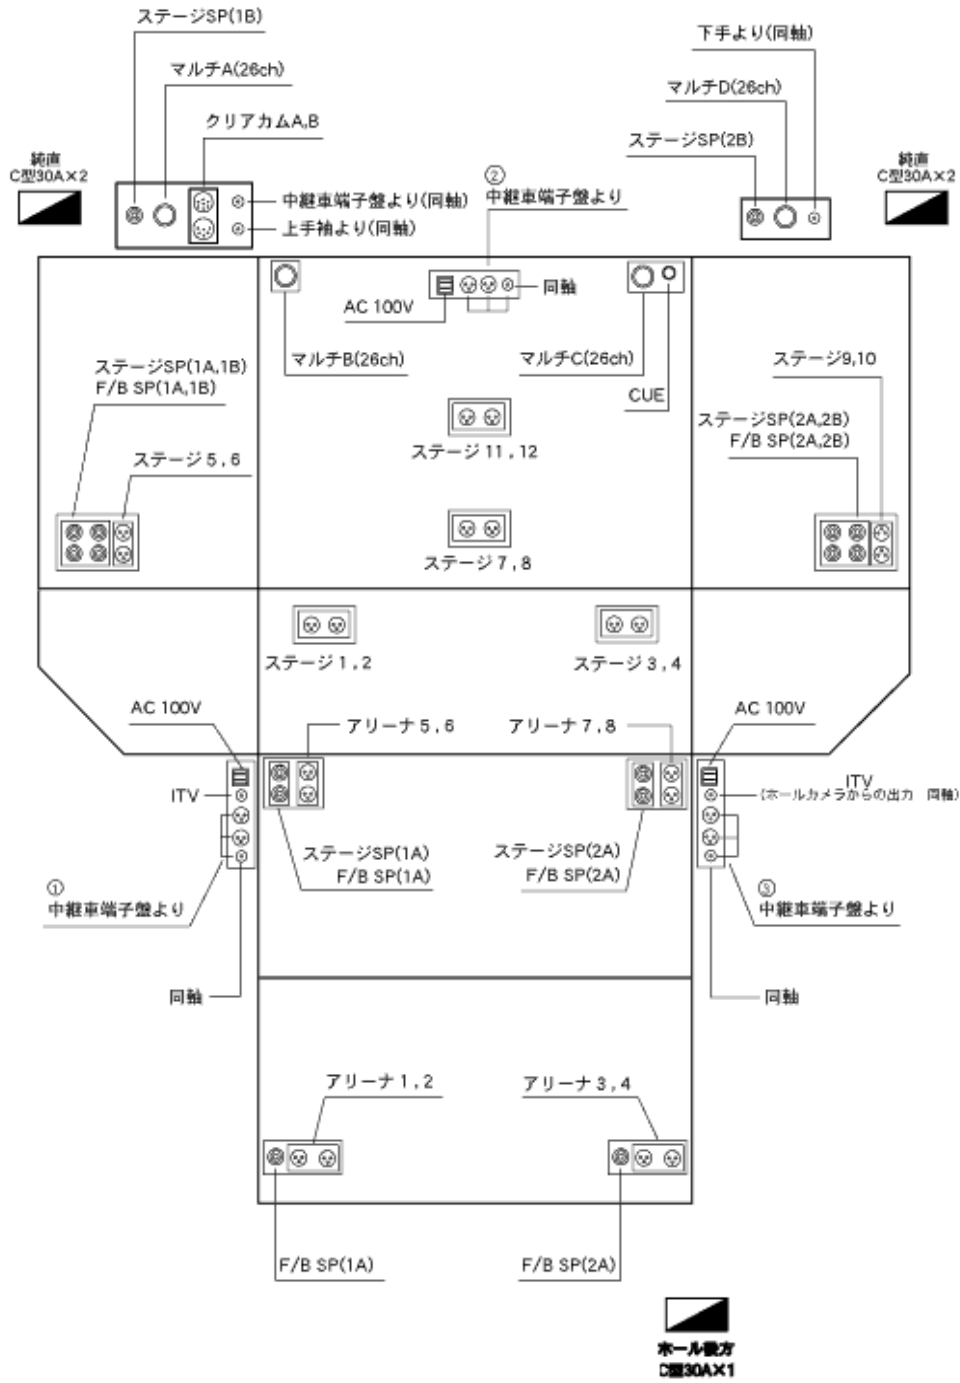 ステージSP(1B)
下手より(同軸)
マルチA(26ch)
マルチD(26ch)
クリアカムA,B
ステージSP(2B)
純直
C型30A×2
純直
C型30A×2
中継車端子盤より(同軸)
上手袖より(同軸)
②
中継車端子盤より
同軸
AC 100V
マルチB(26ch)
マルチC(26ch)
CUE
ステージSP(1A,1B)
F/B SP(1A,1B)
ステージ9,10
ステージSP(2A,2B)
F/B SP(2A,2B)
ステージ 5 , 6
ステージ 11 , 12
ステージ 7 , 8
ステージ 1 , 2
ステージ 3 , 4
AC 100V
アリーナ 5 , 6
アリーナ 7 , 8
AC 100V
ITV
ITV
(ホールカメラからの出力 同軸)
ステージSP(1A)
F/B SP(1A)
ステージSP(2A)
F/B SP(2A)
①
中継車端子盤より
③
中継車端子盤より
同軸
同軸
アリーナ 1 , 2
アリーナ 3 , 4
F/B SP(1A)
F/B SP(2A)
ホール後方
C型30A×1